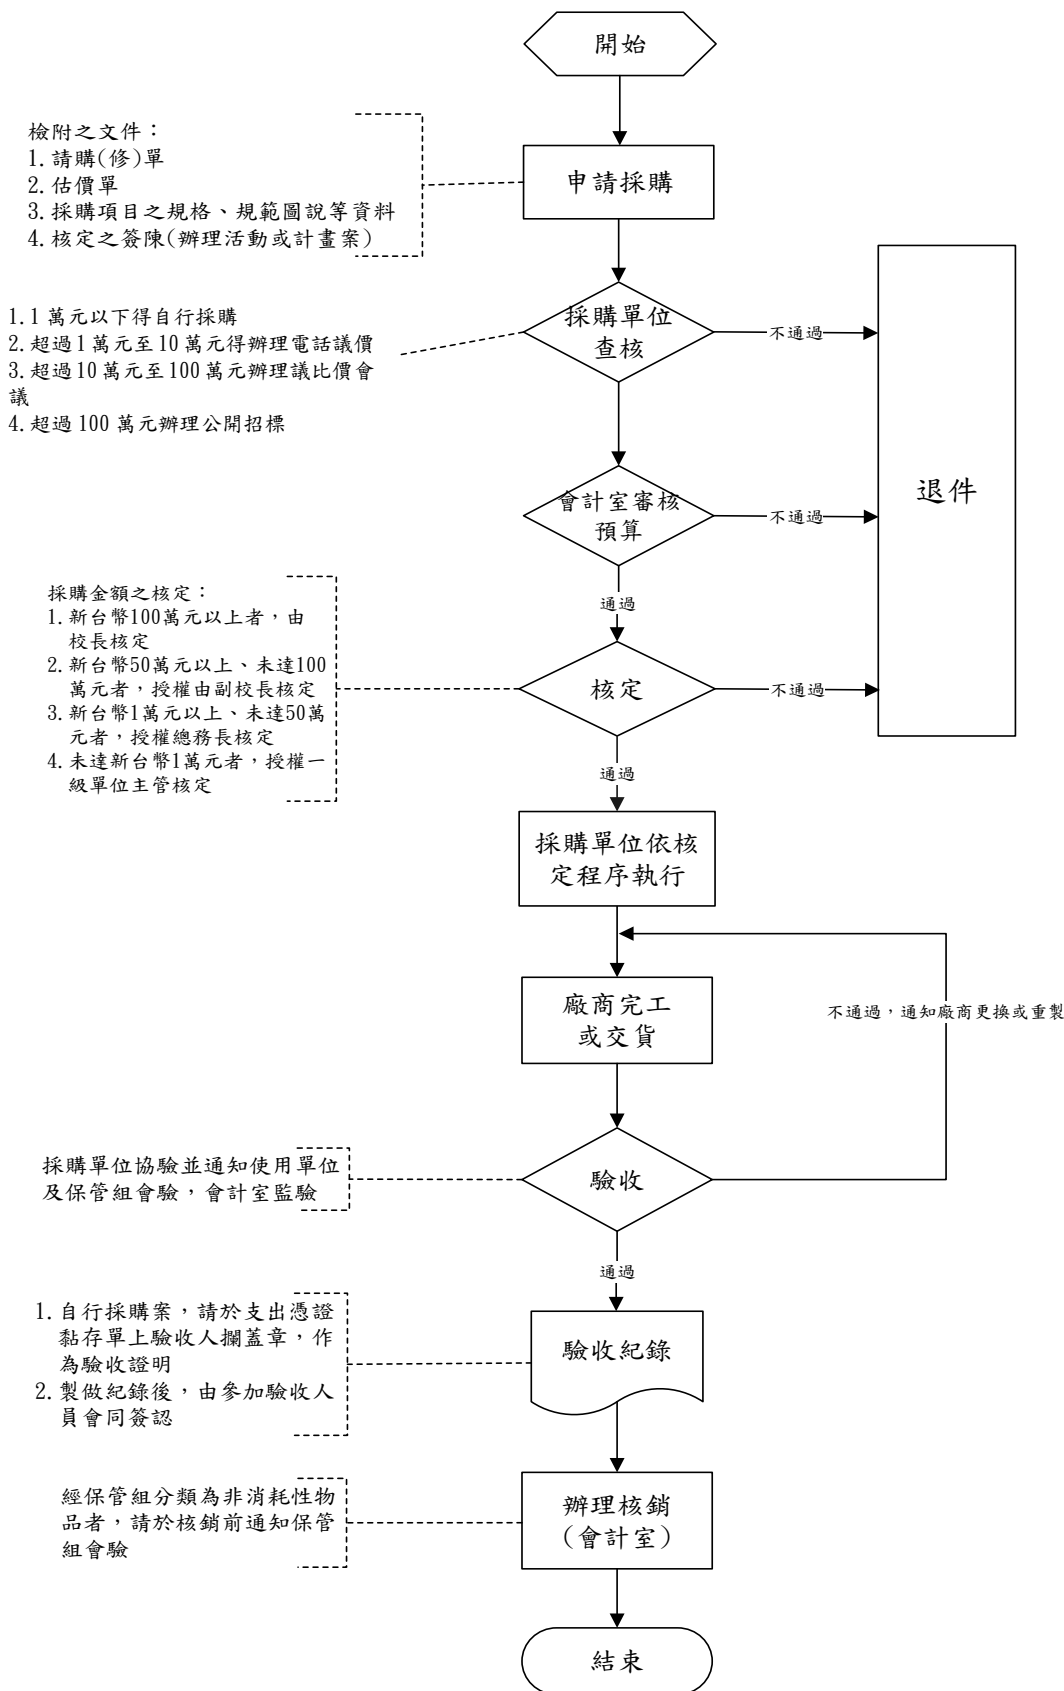 開始
檢附之文件：
1. 請購(修)單
2. 估價單
3. 採購項目之規格、規範圖說等資料
4. 核定之簽陳(辦理活動或計畫案)
申請採購
1.1 萬元以下得自行採購
2. 超過1萬元至10萬元得辦理電話議價
3. 超過10萬元至100萬元辦理議比價會
議
4. 超過 100 萬元辦理公開招標
採購單位
查核
不通過
退件
會計室審核
預算
不通過
通過
採購金額之核定：
1. 新台幣100萬元以上者，由
校長核定
2. 新台幣50萬元以上、未達100
萬元者，授權由副校長核定
3. 新台幣1萬元以上、未達50萬
元者，授權總務長核定
4. 未達新台幣1萬元者，授權一
級單位主管核定
核定
不通過
通過
採購單位依核
定程序執行
廠商完工
或交貨
不通過，通知廠商更換或重製
採購單位協驗並通知使用單位
及保管組會驗，會計室監驗
驗收
通過
1. 自行採購案，請於支出憑證
黏存單上驗收人攔蓋章，作
為驗收證明
2. 製做紀錄後，由參加驗收人
員會同簽認
驗收紀錄
經保管組分類為非消耗性物
品者，請於核銷前通知保管
組會驗
辦理核銷
(會計室)
結束